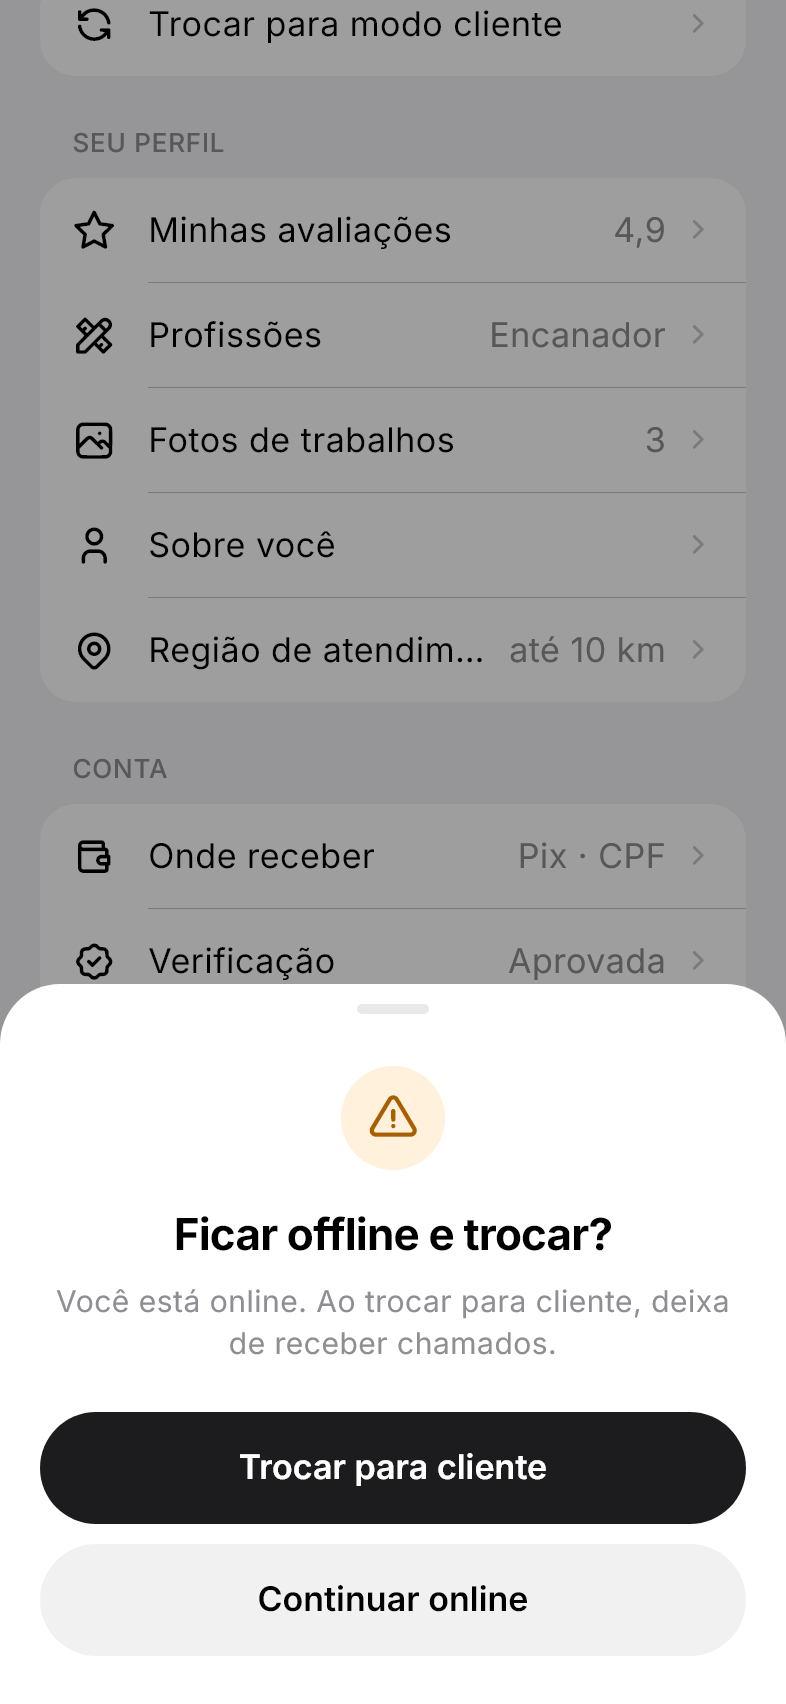 Trocar para modo cliente
SEU PERFIL
Minhas avaliações 4,9
Profissões Encanador
Fotos de trabalhos 3
Sobre você
Região de atendim... até 10 km
CONTA
Onde receber Pix · CPF
Verificação Aprovada
Ficar offline e trocar?
Você está online. Ao trocar para cliente, deixa
de receber chamados.
Trocar para cliente
Continuar online